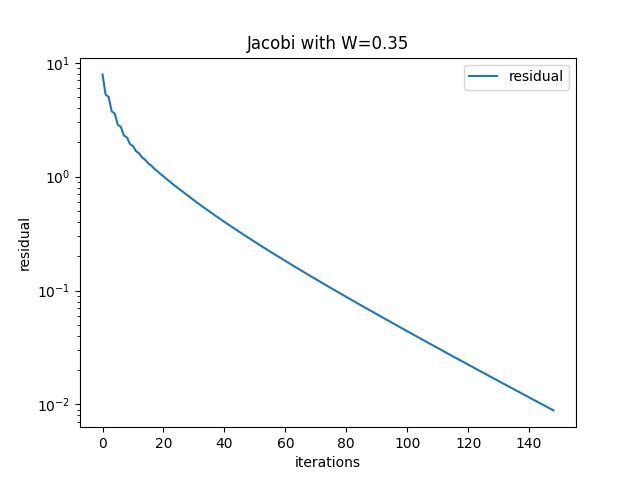 Jacobi with W=0.35
residual
10¹
10⁰
10⁻¹
10⁻²
residual
0 20 40 60 80 100 120 140
iterations